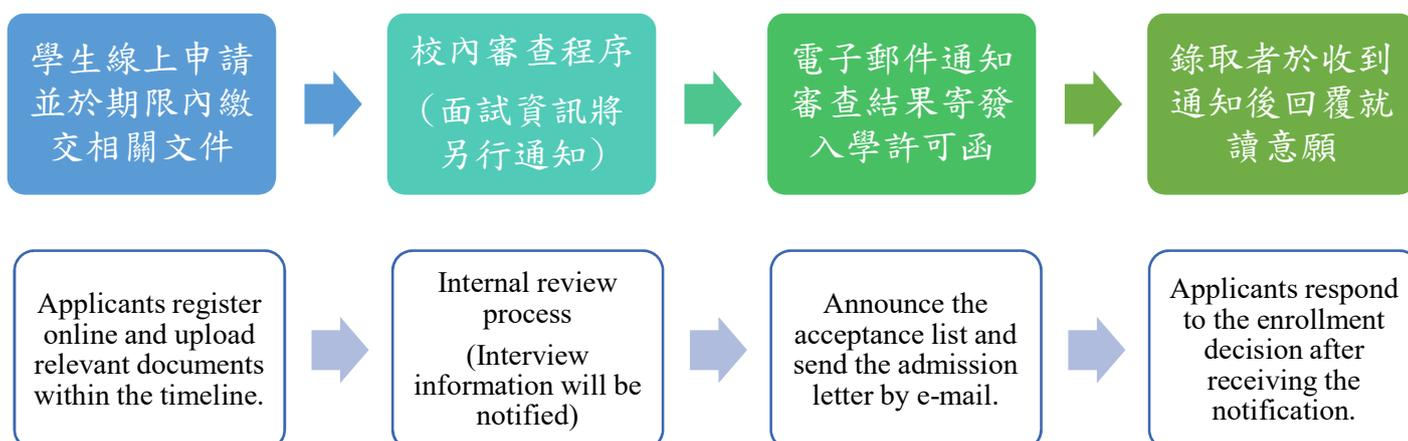 學生線上申請
並於期限內繳
交相關文件
校內審查程序
（面試資訊將
另行通知）
電子郵件通知
審查結果寄發
入學許可函
錄取者於收到
通知後回覆就
讀意願
Applicants register
online and upload
relevant documents
within the timeline.
Internal review
process
(Interview
information will be
notified)
Announce the
acceptance list and
send the admission
letter by e-mail.
Applicants respond
to the enrollment
decision after
receiving the
notification.